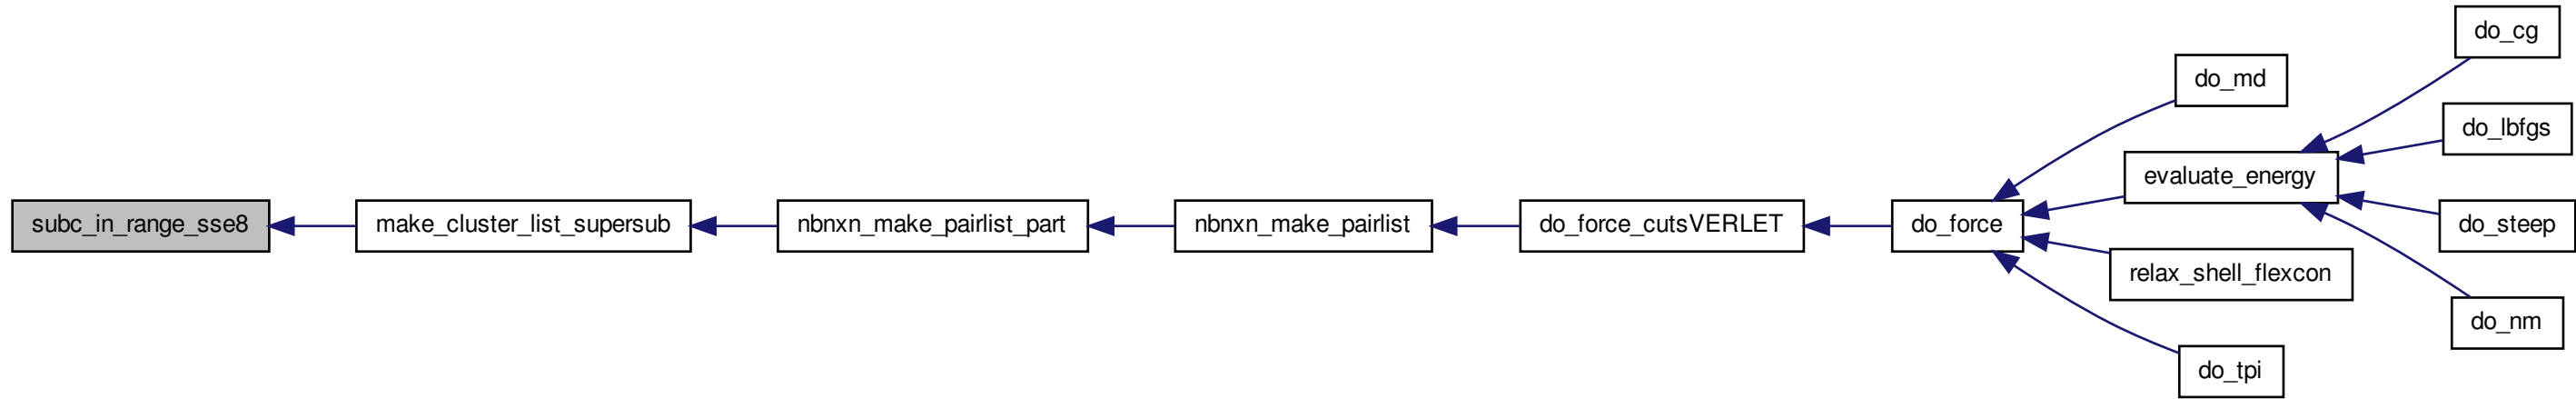 subc_in_range_sse8
make_cluster_list_supersub
nbnxn_make_pairlist_part
nbnxn_make_pairlist
do_force_cutsVERLET
do_force
do_md
evaluate_energy
relax_shell_flexcon
do_tpi
do_cg
do_lbfgs
do_steep
do_nm